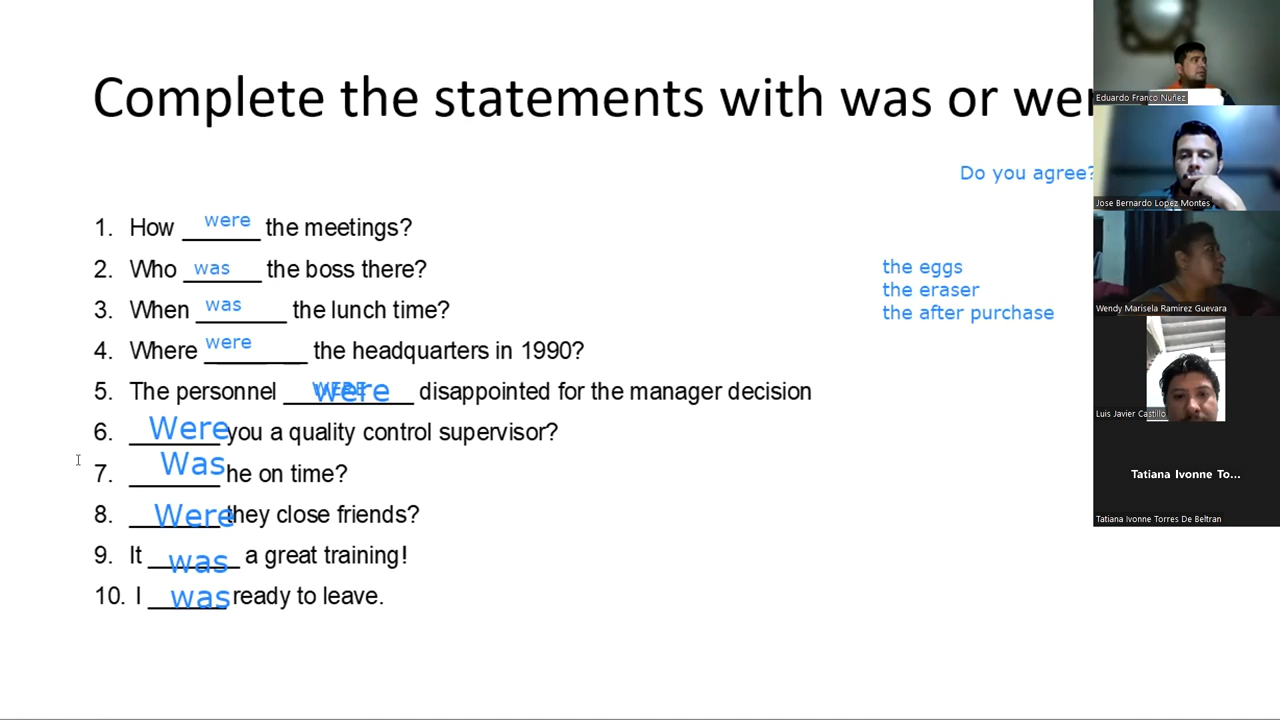 Complete the statements with was or wer
Do you agree?
1. How were the meetings?
2. Who was the boss there?
3. When was the lunch time?
4. Where were the headquarters in 1990?
5. The personnel were disappointed for the manager decision
6. Were you a quality control supervisor?
7. Was he on time?
8. Were they close friends?
9. It was a great training!
10. I was ready to leave.
the eggs
the eraser
the after purchase
Eduardo Franco Nuñez
Jose Bernardo Lopez Montes
Wendy Marisela Ramirez Guevara
Luis Javier Castillo
Tatiana Ivonne To...
Tatiana Ivonne Torres De Beltran